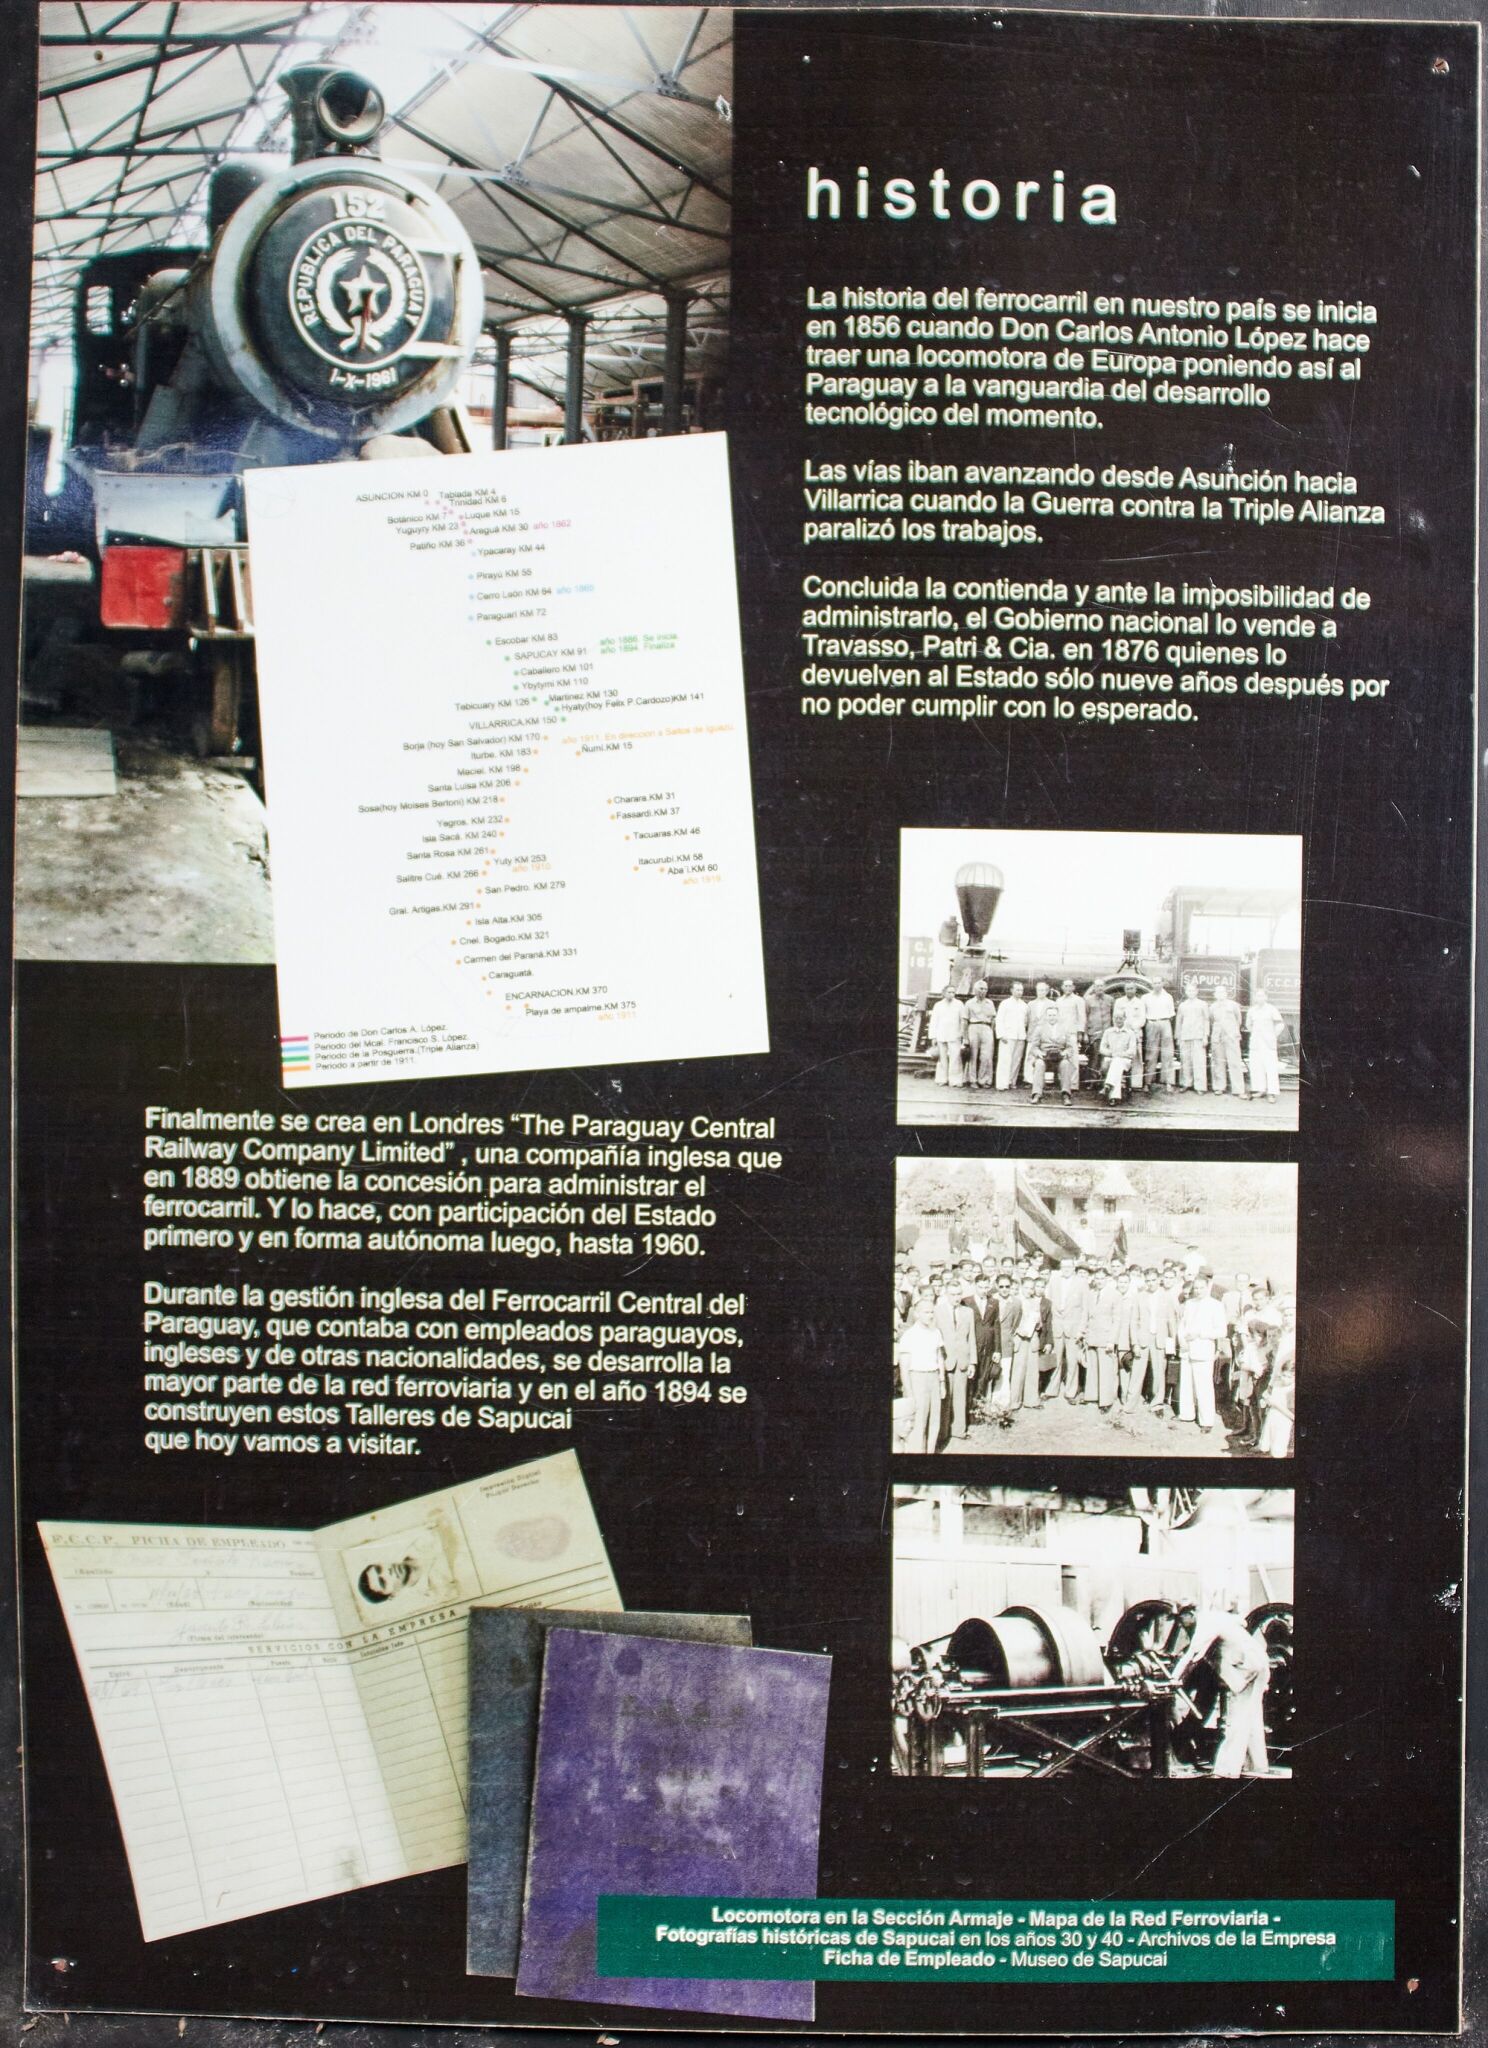 152
REPUBLICA DEL PARAGUAY
1-X-1961
historia
La historia del ferrocarril en nuestro país se inicia
en 1856 cuando Don Carlos Antonio López hace
traer una locomotora de Europa poniendo así al
Paraguay a la vanguardia del desarrollo
tecnológico del momento.
Las vías iban avanzando desde Asunción hacia
Villarrica cuando la Guerra contra la Triple Alianza
paralizó los trabajos.
Concluida la contienda y ante la imposibilidad de
administrarlo, el Gobierno nacional lo vende a
Travasso, Patri & Cia. en 1876 quienes lo
devuelven al Estado sólo nueve años después por
no poder cumplir con lo esperado.
ASUNCION KM 0
Tablada KM 4
Trinidad KM 6
Botánico KM 7
Luque KM 15
Yuguyry KM 23
Areguá KM 30 año 1862
Patiño KM 36
Ypacaray KM 44
Pirayú KM 55
Cerro León KM 64
Paraguarí KM 72
Escobar KM 83
año 1886. Se inicia
SAPUCAY KM 91
año 1894. Finaliza
Caballero KM 101
Ybytymi KM 110
Tebicuary KM 126
Martinez KM 130
Hyaty(hoy Felix P.Cardozo)KM 141
VILLARRICA.KM 150
Borja (hoy San Salvador) KM 170
año 1911. En direccion a Saltos de Iguazu.
Iturbe. KM 183
Ñumi.KM 15
Maciel. KM 198
Santa Luisa KM 206
Sosa(hoy Moises Bertoni) KM 218
Charara.KM 31
Yegros. KM 232
Fassardi.KM 37
Isla Sacá. KM 240
Tacuaras.KM 46
Santa Rosa KM 261
Yuty KM 253
año 1910.
Itacurubi.KM 58
Salitre Cué. KM 266
Aba´i.KM 60
año 1919.
San Pedro. KM 279
Gral. Artigas.KM 291
Isla Alta.KM 305
Cnel. Bogado.KM 321
Carmen del Paraná.KM 331
Caraguatá.
ENCARNACION.KM 370
Playa de ampalme.KM 375
año 1911
Periodo de Don Carlos A. López.
Periodo del Mcal. Francisco S. López.
Periodo de la Posguerra.(Triple Alianza)
Periodo a partir de 1911.
SAPUCAI
F.C.C.P.
Finalmente se crea en Londres “The Paraguay Central
Railway Company Limited” , una compañía inglesa que
en 1889 obtiene la concesión para administrar el
ferrocarril. Y lo hace, con participación del Estado
primero y en forma autónoma luego, hasta 1960.
Durante la gestión inglesa del Ferrocarril Central del
Paraguay, que contaba con empleados paraguayos,
ingleses y de otras nacionalidades, se desarrolla la
mayor parte de la red ferroviaria y en el año 1894 se
construyen estos Talleres de Sapucai
que hoy vamos a visitar.
Impresión Digital
Pulgar Derecho
F.C.C.P. FICHA DE EMPLEADO
SERVICIOS CON LA EMPRESA
Locomotora en la Sección Armaje - Mapa de la Red Ferroviaria -
Fotografías históricas de Sapucai en los años 30 y 40 - Archivos de la Empresa
Ficha de Empleado - Museo de Sapucai